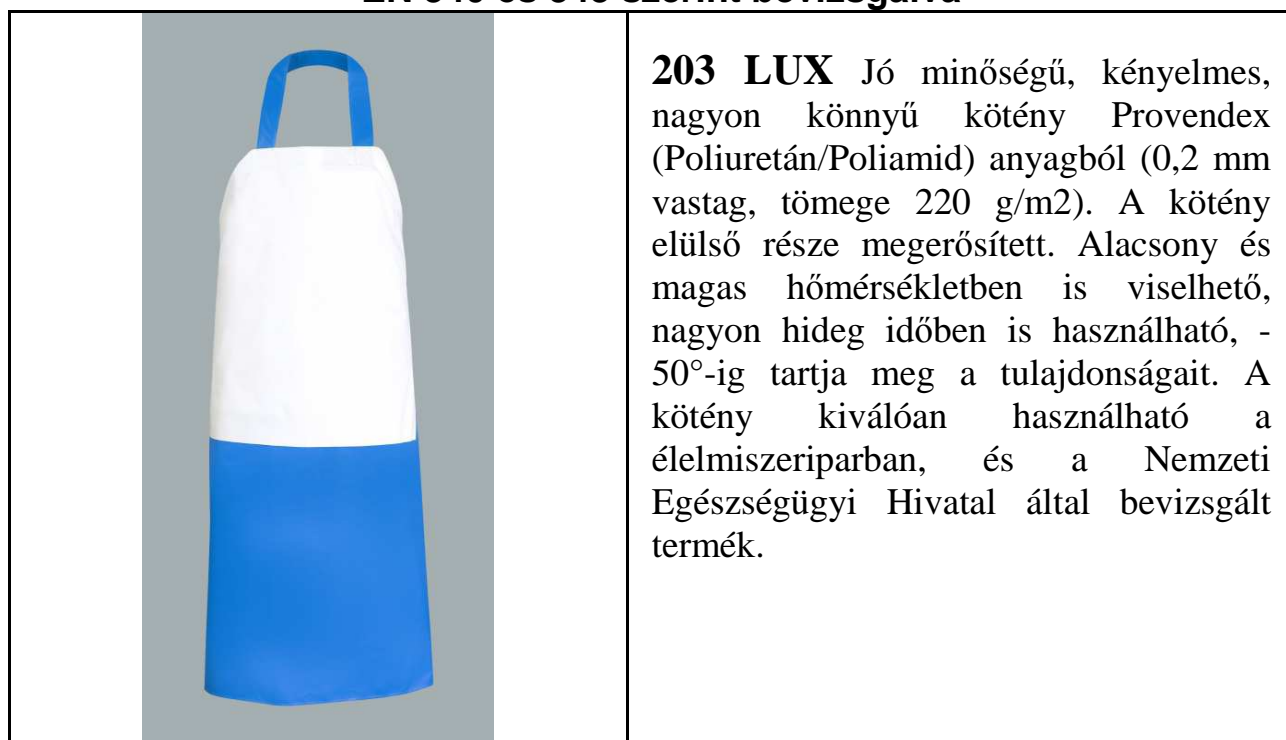 203 LUX Jó minőségű, kényelmes,
nagyon könnyű kötény Provendex
(Poliuretán/Poliamid) anyagból (0,2 mm
vastag, tömege 220 g/m2). A kötény
elülső része megerősített. Alacsony és
magas hőmérsékletben is viselhető,
nagyon hideg időben is használható, -
50°-ig tartja meg a tulajdonságait. A
kötény kiválóan használható a
élelmiszeriparban, és a Nemzeti
Egészségügyi Hivatal által bevizsgált
termék.